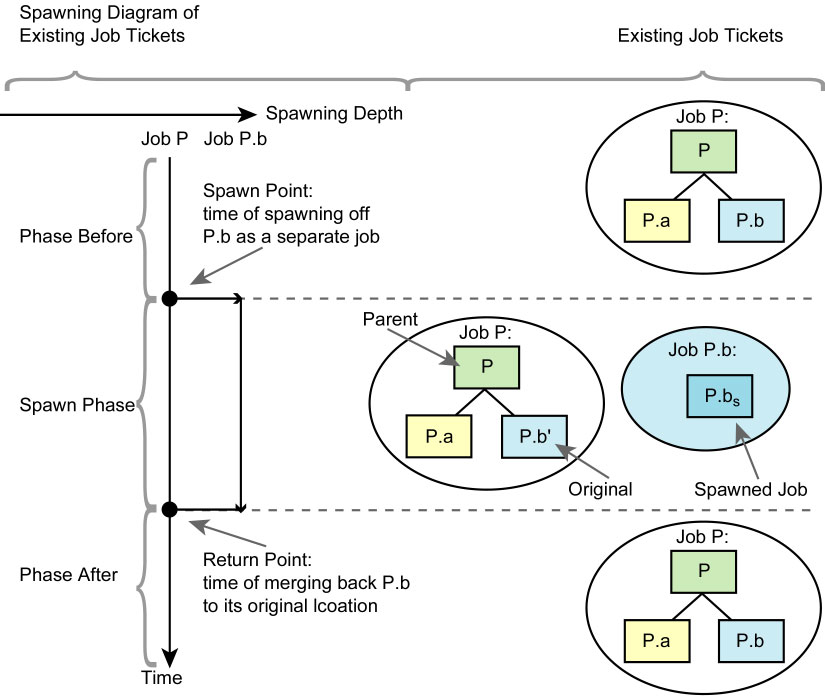 Spawning Diagram of
Existing Job Tickets
Existing Job Tickets
Spawning Depth
Job P
Job P.b
Job P:
P
P.a
P.b
Spawn Point:
time of spawning off
P.b as a separate job
Phase Before
Parent
Job P:
P
P.a
P.b'
Original
Job P.b:
P.bs
Spawned Job
Spawn Phase
Return Point:
time of merging back P.b
to its original lcoation
Phase After
Job P:
P
P.a
P.b
Time